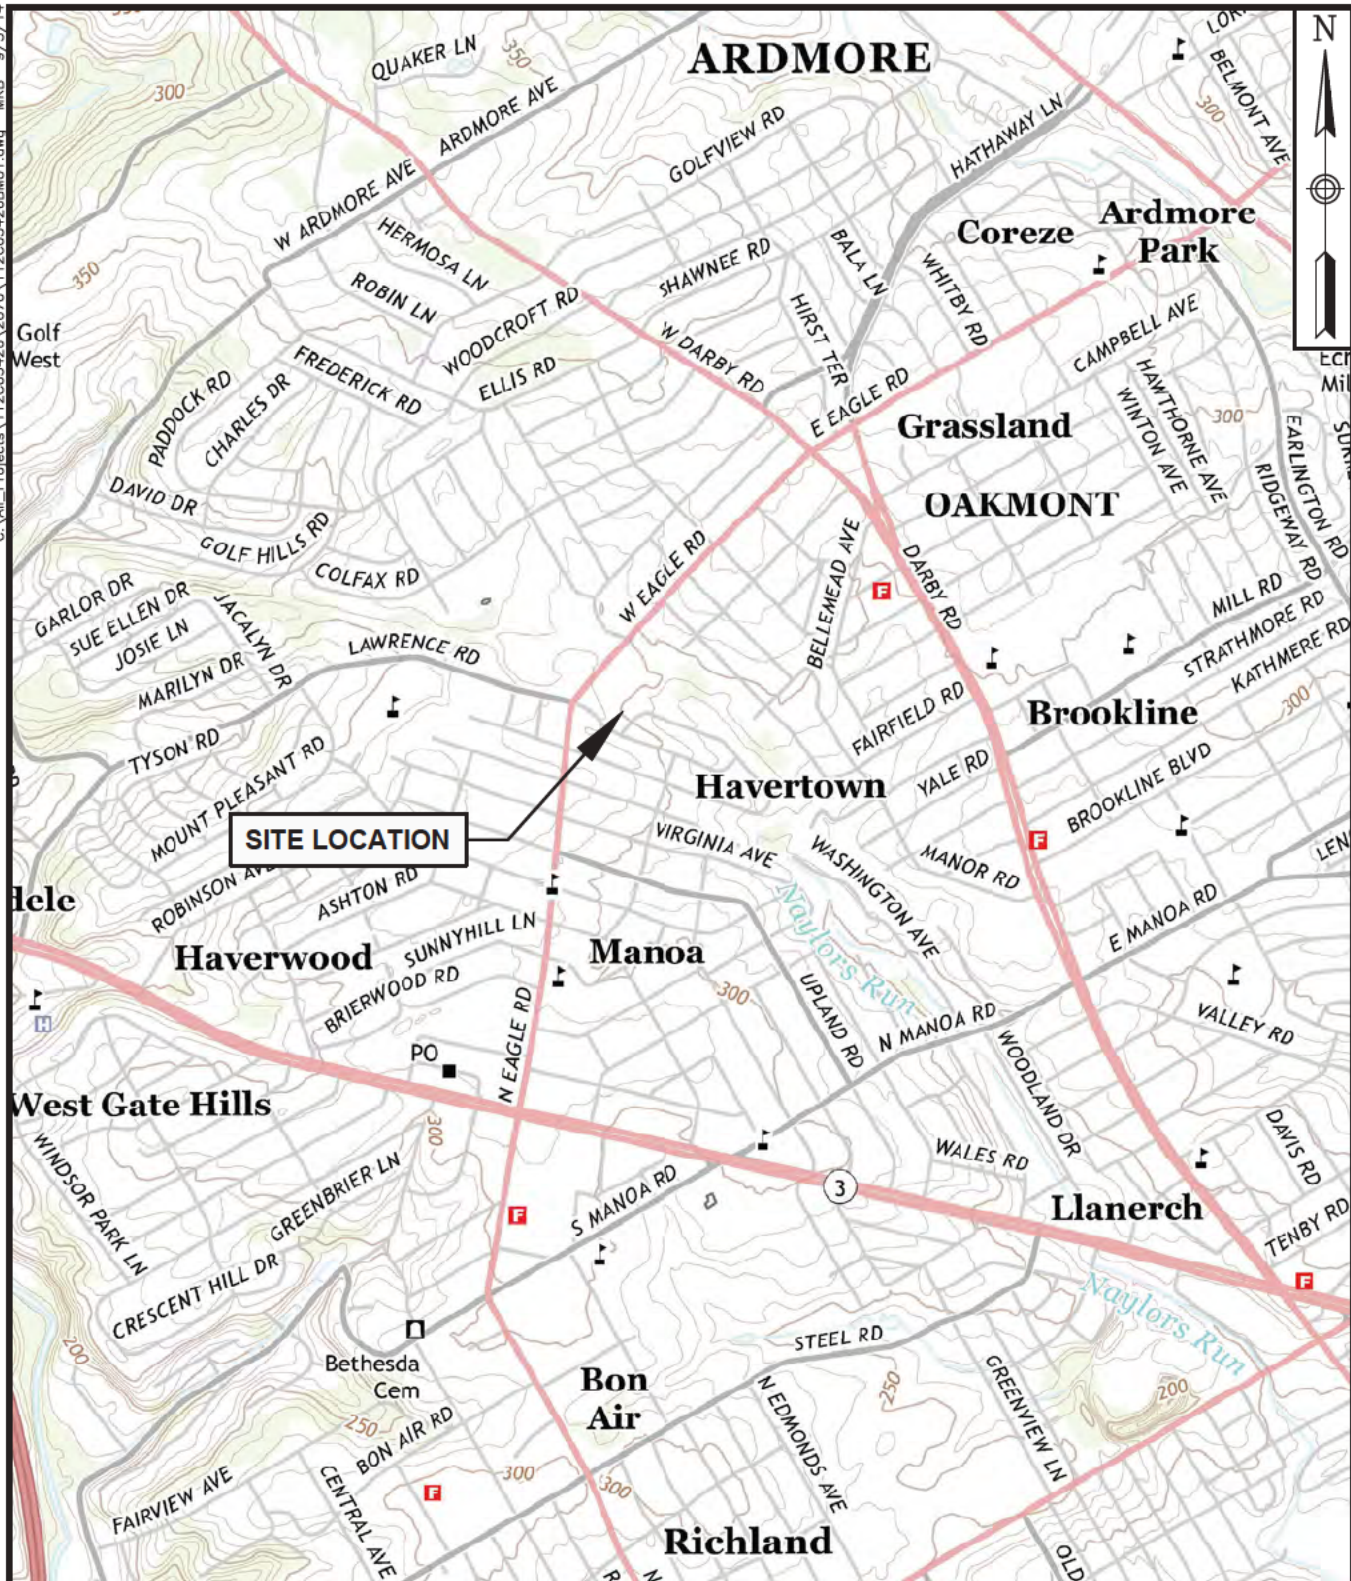 350
QUAKER LN
350
ARDMORE
LOR
N
BELMONT AVE
300
300
ARDMORE AVE
GOLFVIEW RD
HATHAWAY LN
W ARDMORE AVE
Ardmore
Park
Coreze
HERMOSA LN
BALA LN
WHITBY RD
SHAWNEE RD
350
ROBIN LN
WOODCROFT RD
HIRST TER
CAMPBELL AVE
Golf
West
W DARBY RD
FREDERICK RD
ELLIS RD
PADDOCK RD
CHARLES DR
E EAGLE RD
HAWTHORNE AVE
WINTON AVE
300
Grassland
EARLINGTON RD
RIDGEWAY RD
DAVID DR
OAKMONT
GOLF HILLS RD
COLFAX RD
W EAGLE RD
BELLEMEAD AVE
F
DARBY RD
MILL RD
STRATHMORE RD
KATHMERE RD
GARLOR DR
SUE ELLEN DR
JOSIE LN
JACALYN DR
MARILYN DR
LAWRENCE RD
TYSON RD
FAIRFIELD RD
Brookline
300
MOUNT PLEASANT RD
Havertown
YALE RD
BROOKLINE BLVD
SITE LOCATION
VIRGINIA AVE
WASHINGTON AVE
MANOR RD
F
LEN
ROBINSON AVE
ASHTON RD
Naylors Run
E MANOA RD
Haverwood
SUNNYHILL LN
Manoa
BRIERWOOD RD
300
UPLAND RD
N MANOA RD
VALLEY RD
H
PO
N EAGLE RD
WOODLAND DR
West Gate Hills
300
WINDSOR PARK LN
GREENBRIER LN
WALES RD
DAVIS RD
S MANOA RD
3
Llanerch
F
TENBY RD
CRESCENT HILL DR
F
Naylors Run
200
STEEL RD
Bethesda
Cem
Bon
Air
N EDMONDS AVE
250
GREENVIEW LN
200
250
BON AIR RD
300
300
FAIRVIEW AVE
CENTRAL AVE
F
Richland
OLD